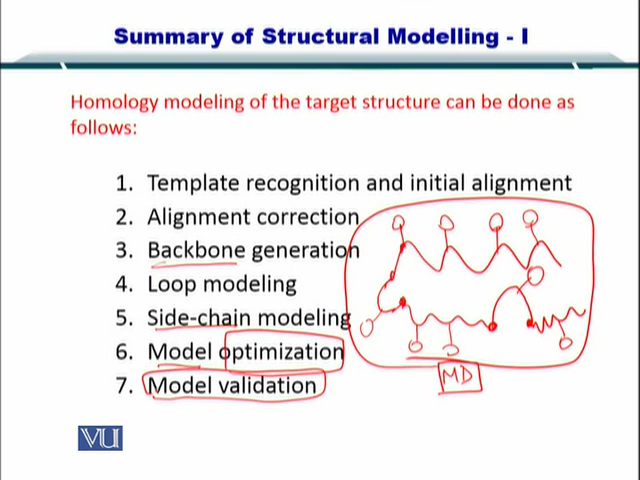 Summary of Structural Modelling - I
Homology modeling of the target structure can be done as
follows:
1. Template recognition and initial alignment
2. Alignment correction
3. Backbone generation
4. Loop modeling
5. Side-chain modeling
6. Model optimization
7. Model validation
MD
VU